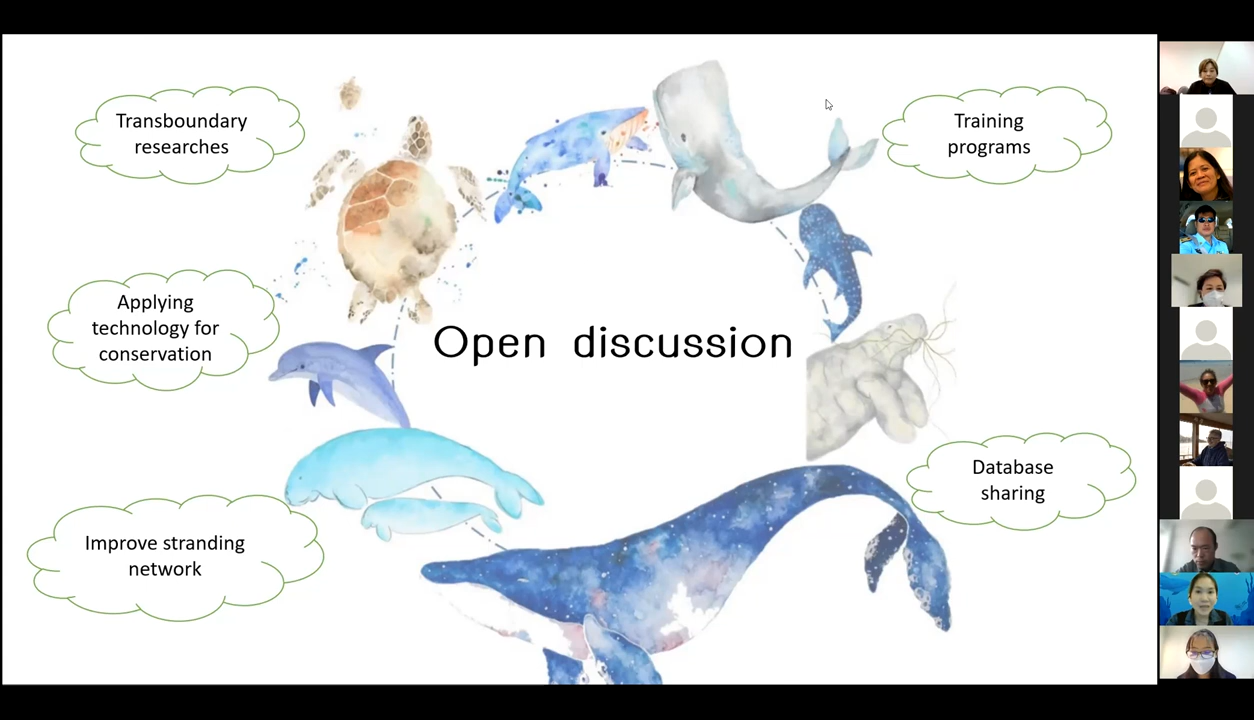 Transboundary
researches
Training
programs
Applying
technology for
conservation
Open discussion
Database
sharing
Improve stranding
network